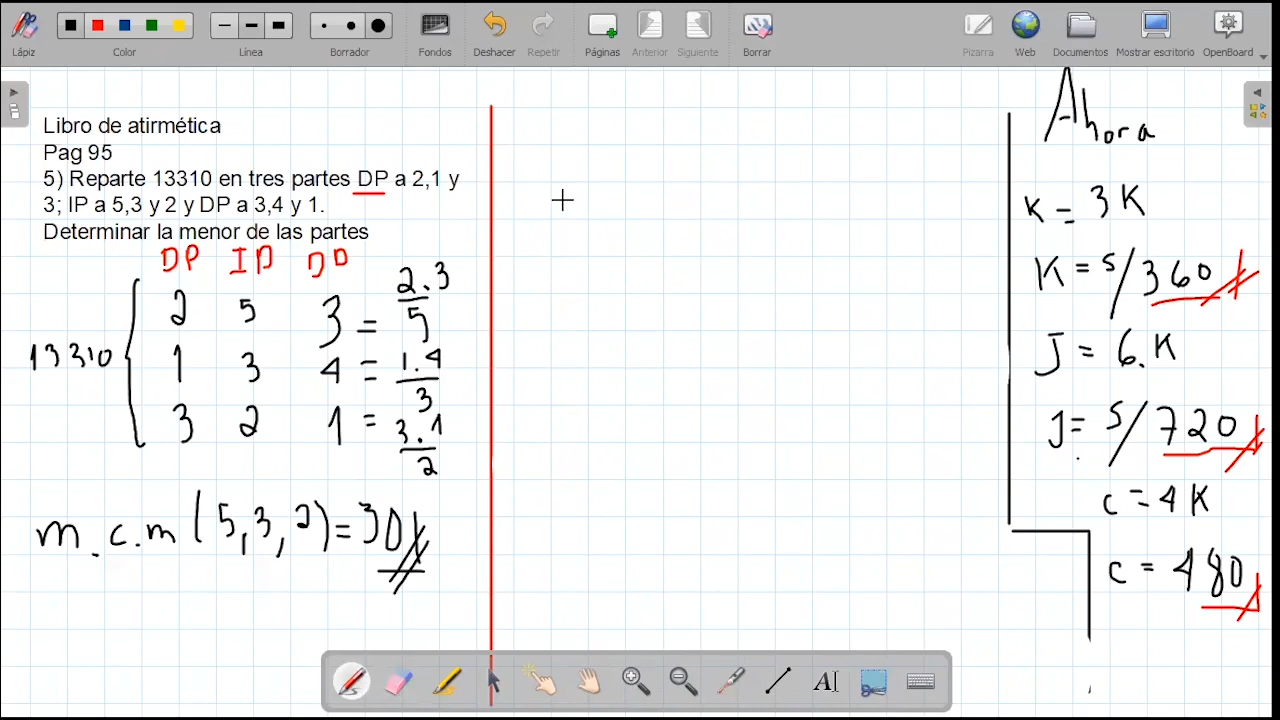 Lápiz Color Línea Borrador Fondos Deshacer Repetir Páginas Anterior Siguiente Borrar Pizarra Web Documentos Mostrar escritorio OpenBoard
Libro de atirmética
Pag 95
5) Reparte 13310 en tres partes DP a 2,1 y
3; IP a 5,3 y 2 y DP a 3,4 y 1.
Determinar la menor de las partes
DP IP DP
2 5 3 = 2.3/5
13310 { 1 3 4 = 1.4/3
3 2 1 = 3.1/2
m.c.m (5,3,2)=30
Ahora
K = 3K
K = S/360
J = 6.K
J = S/720
C = 4K
C = 480
AI